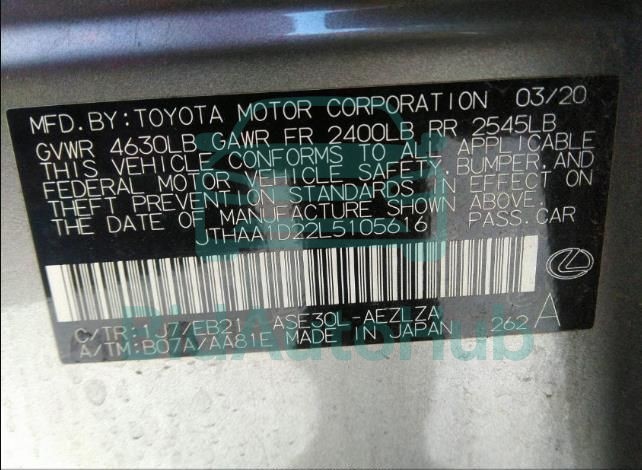 MFD.BY:TOYOTA MOTOR CORPORATION 03/20
GVWR 4630LB GAWR FR 2400LB RR 2545LB
THIS VEHICLE CONFORMS TO ALL APPLICABLE
FEDERAL MOTOR VEHICLE SAFETY,BUMPER,AND
THEFT PREVENTION STANDARDS IN EFFECT ON
THE DATE OF MANUFACTURE SHOWN ABOVE.
JTHAA1D22L5105616 PASS.CAR
C/TR:1J7/EB21 ASE30L-AEZLZA
A/TM:B07A/AA81E MADE IN JAPAN 262 A
BidAutoHub